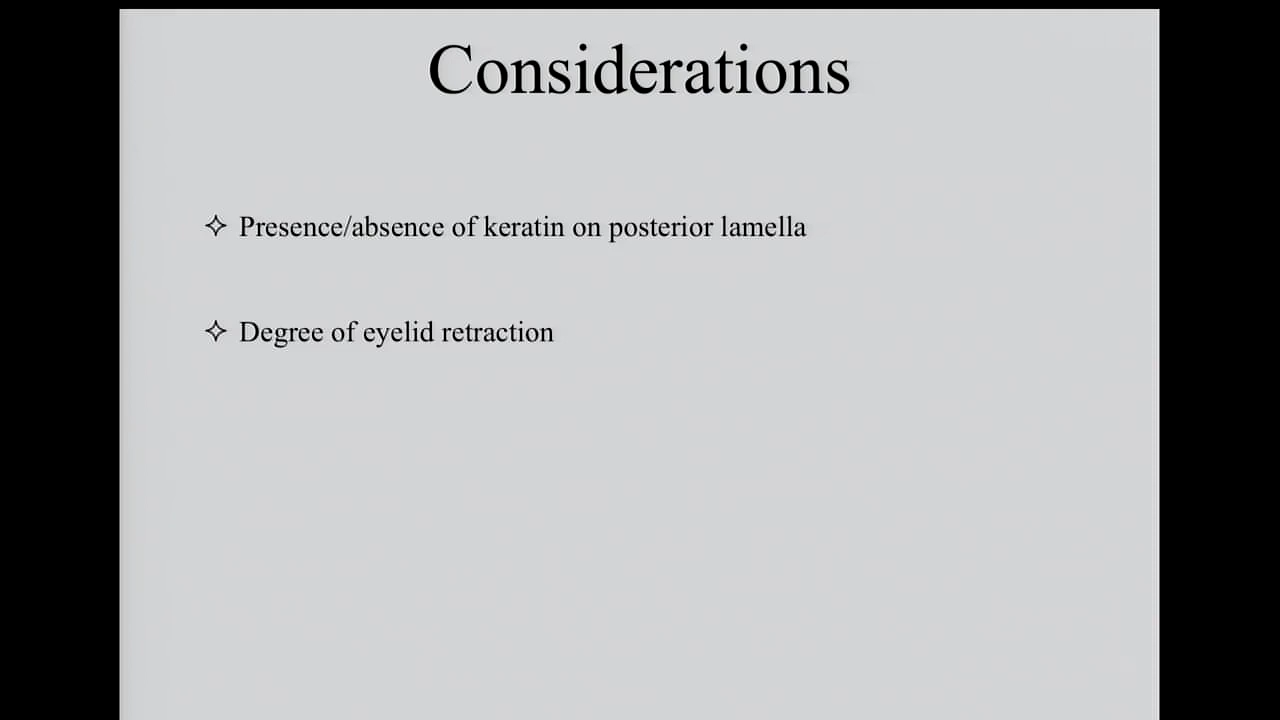 Considerations
✧ Presence/absence of keratin on posterior lamella
✧ Degree of eyelid retraction